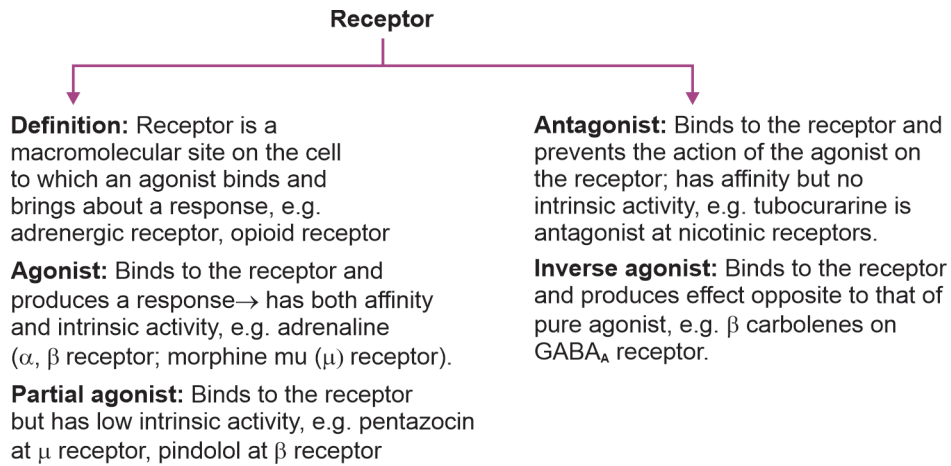 Receptor
Definition: Receptor is a
macromolecular site on the cell
to which an agonist binds and
brings about a response, e.g.
adrenergic receptor, opioid receptor
Agonist: Binds to the receptor and
produces a response→ has both affinity
and intrinsic activity, e.g. adrenaline
(α, β receptor; morphine mu (μ) receptor).
Partial agonist: Binds to the receptor
but has low intrinsic activity, e.g. pentazocin
at μ receptor, pindolol at β receptor
Antagonist: Binds to the receptor and
prevents the action of the agonist on
the receptor; has affinity but no
intrinsic activity, e.g. tubocurarine is
antagonist at nicotinic receptors.
Inverse agonist: Binds to the receptor
and produces effect opposite to that of
pure agonist, e.g. β carbolenes on
GABAA receptor.